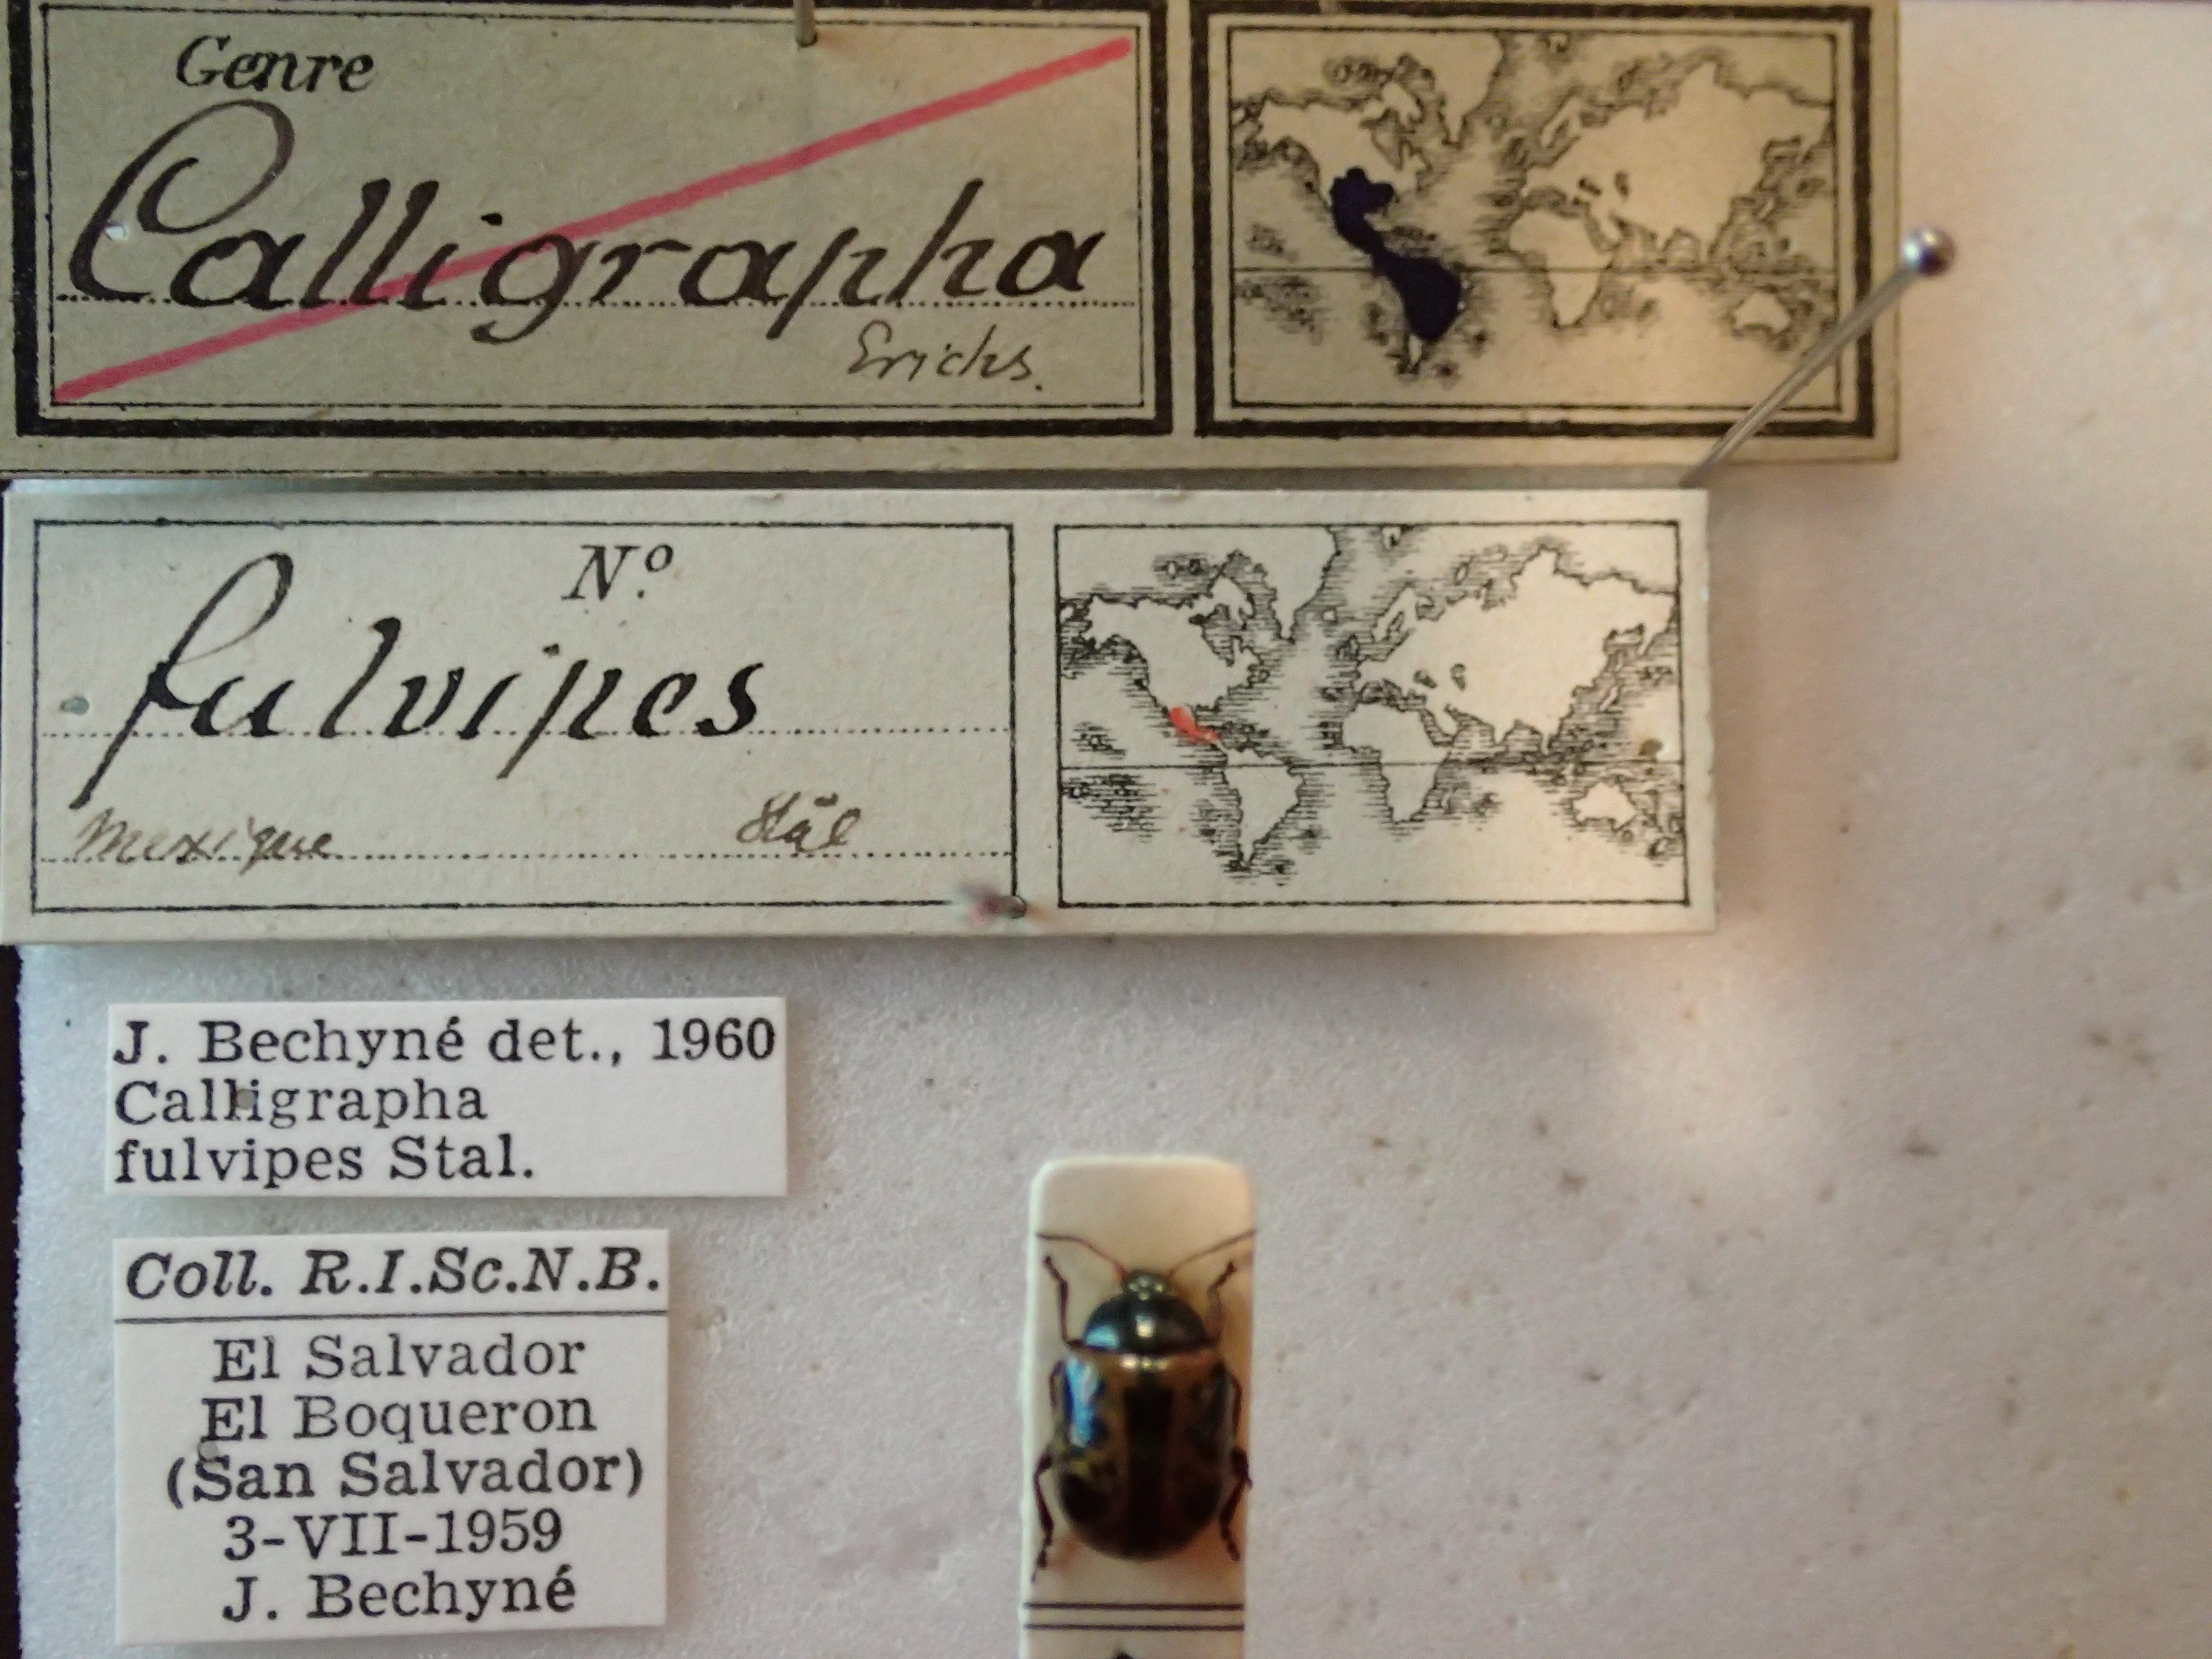 Genre
Calligrapha
Erichs.
Nº
fulvipes
Mexique Stål
J. Bechyné det., 1960
Calligrapha
fulvipes Stal.
Coll. R.I.Sc.N.B.
El Salvador
El Boqueron
(San Salvador)
3-VII-1959
J. Bechyné